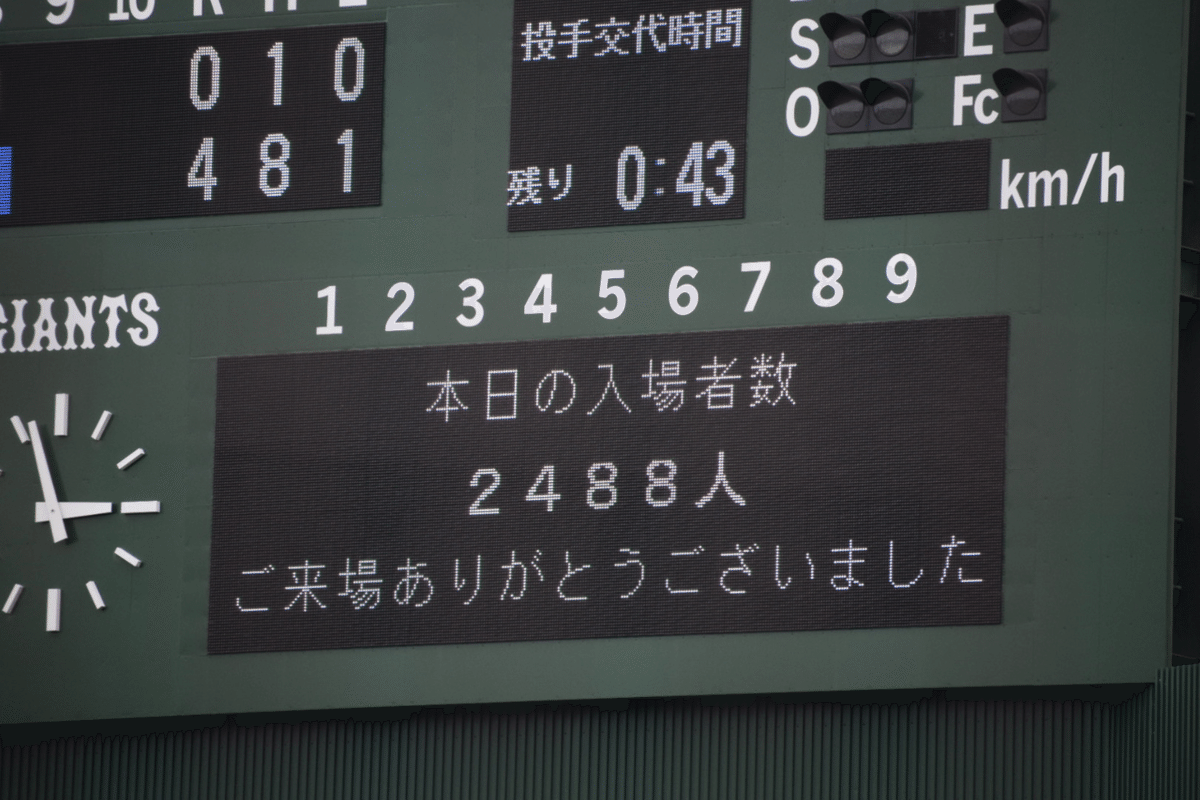 9 10 R H E
0 1 0
4 8 1
投手交代時間
残り 0:43
S E
O Fc
km/h
GIANTS
1 2 3 4 5 6 7 8 9
本日の入場者数
2488人
ご来場ありがとうございました